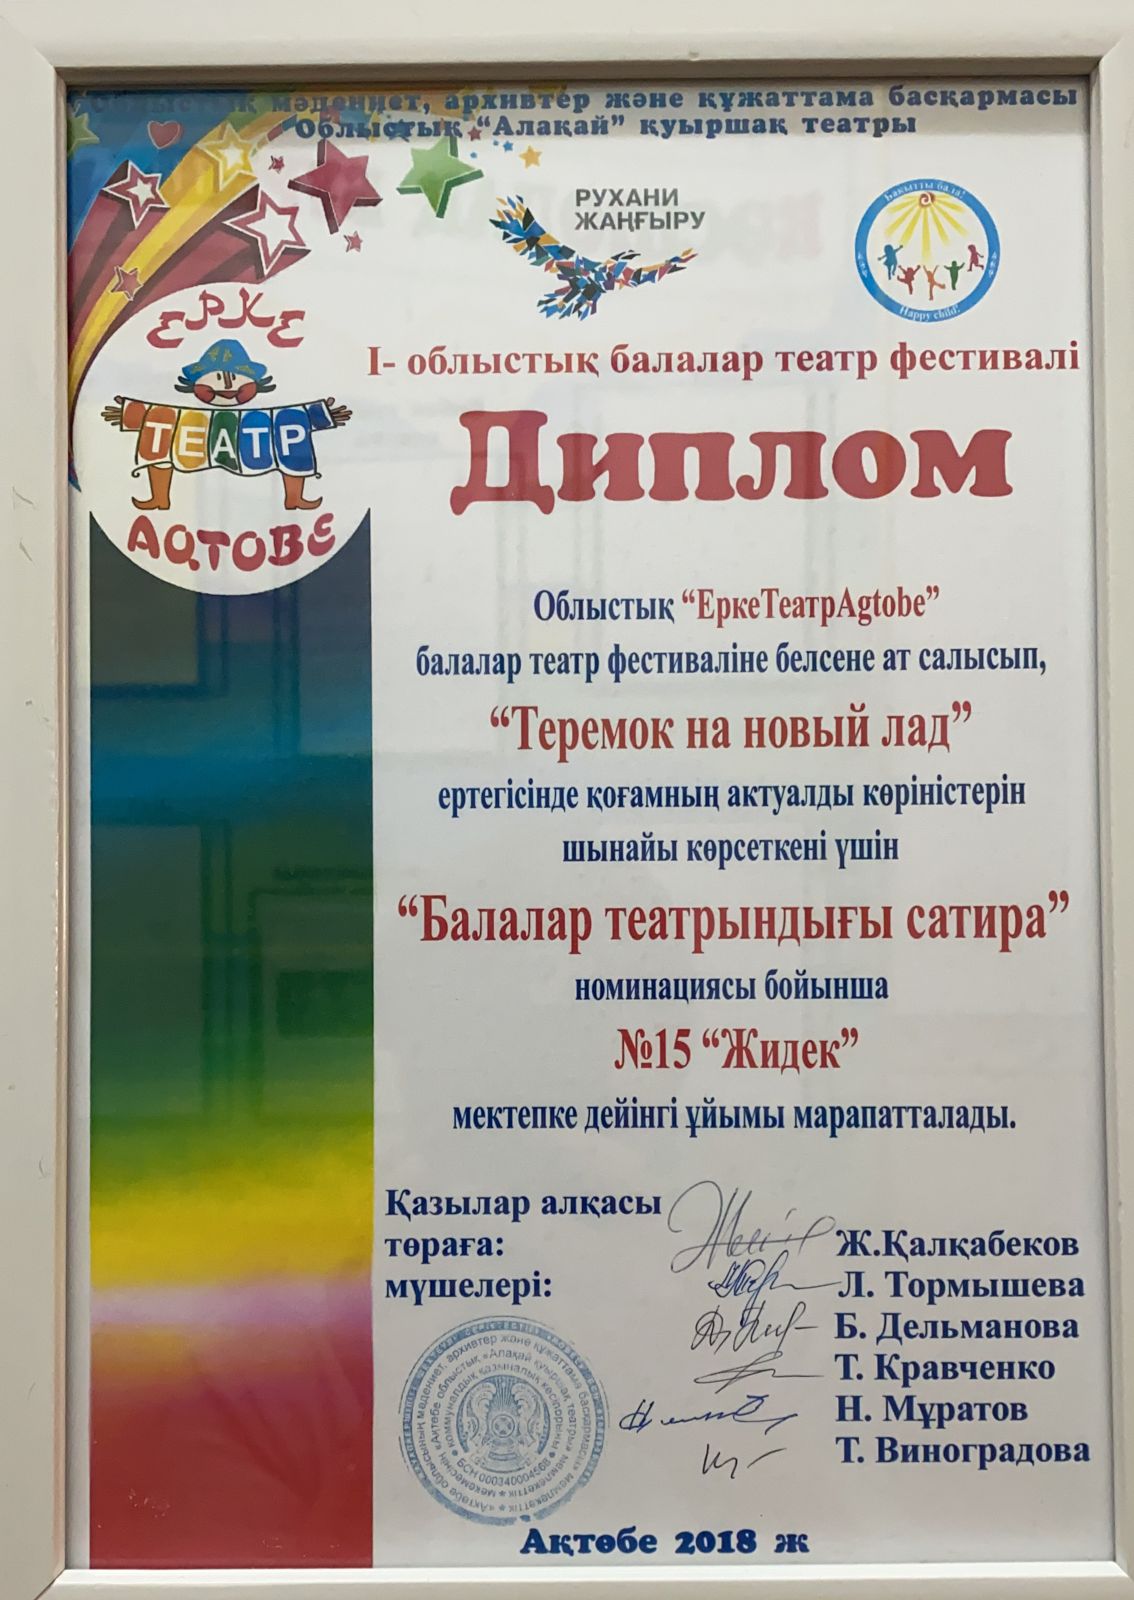 Облыстық мәдениет, архивтер және құжаттама басқармасы
Облыстық “Алақай” қуыршақ театры
РУХАНИ
ЖАҢҒЫРУ
Бақытты бала!
Happy child!
ЕРКЕ
ТЕАТР
AQTOBE
І- облыстық балалар театр фестивалі
Диплом
Облыстық “ЕркеТеатрAgtobe”
балалар театр фестиваліне белсене ат салысып,
“Теремок на новый лад”
ертегісінде қоғамның актуалды көріністерін
шынайы көрсеткені үшін
“Балалар театрындығы сатира”
номинациясы бойынша
№15 “Жидек”
мектепке дейінгі ұйымы марапатталады.
Қазылар алқасы
төраға: Ж.Қалқабеков
мүшелері: Л. Тормышева
Б. Дельманова
Т. Кравченко
Н. Мұратов
Т. Виноградова
БСН 000340004568
Ақтөбе 2018 ж